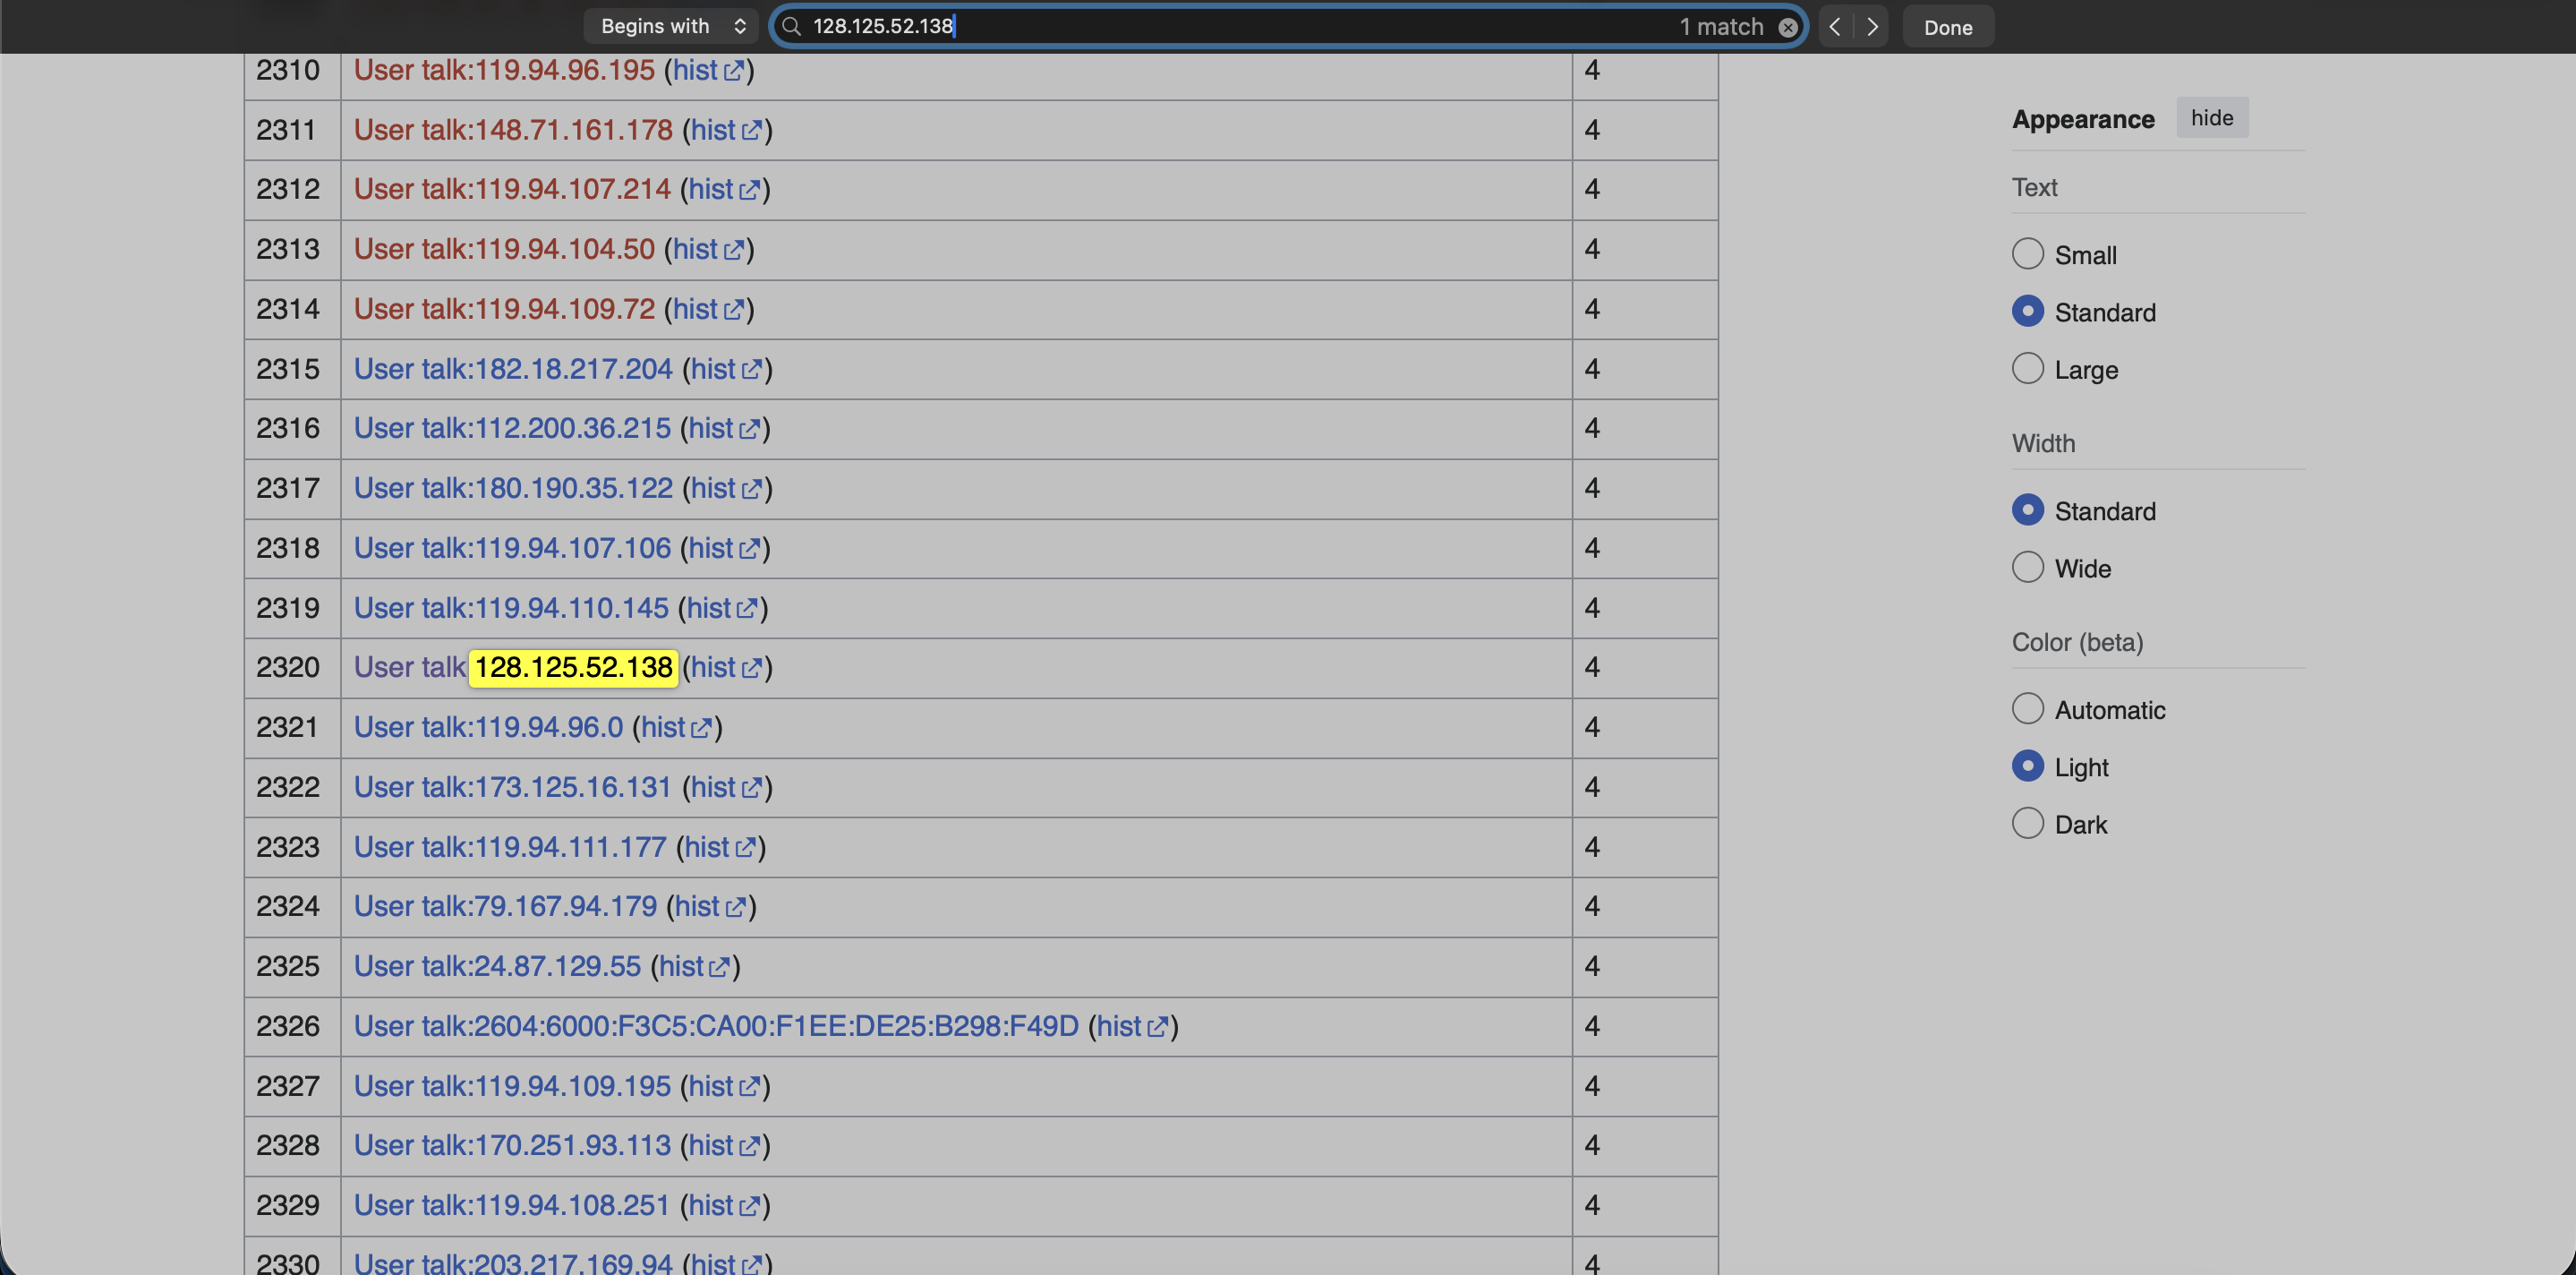 Begins with 128.125.52.138 1 match Done
2310 User talk:119.94.96.195 (hist) 4
2311 User talk:148.71.161.178 (hist) 4
2312 User talk:119.94.107.214 (hist) 4
2313 User talk:119.94.104.50 (hist) 4
2314 User talk:119.94.109.72 (hist) 4
2315 User talk:182.18.217.204 (hist) 4
2316 User talk:112.200.36.215 (hist) 4
2317 User talk:180.190.35.122 (hist) 4
2318 User talk:119.94.107.106 (hist) 4
2319 User talk:119.94.110.145 (hist) 4
2320 User talk 128.125.52.138 (hist) 4
2321 User talk:119.94.96.0 (hist) 4
2322 User talk:173.125.16.131 (hist) 4
2323 User talk:119.94.111.177 (hist) 4
2324 User talk:79.167.94.179 (hist) 4
2325 User talk:24.87.129.55 (hist) 4
2326 User talk:2604:6000:F3C5:CA00:F1EE:DE25:B298:F49D (hist) 4
2327 User talk:119.94.109.195 (hist) 4
2328 User talk:170.251.93.113 (hist) 4
2329 User talk:119.94.108.251 (hist) 4
2330 User talk:203.217.169.94 (hist) 4
Appearance hide
Text
Small
Standard
Large
Width
Standard
Wide
Color (beta)
Automatic
Light
Dark